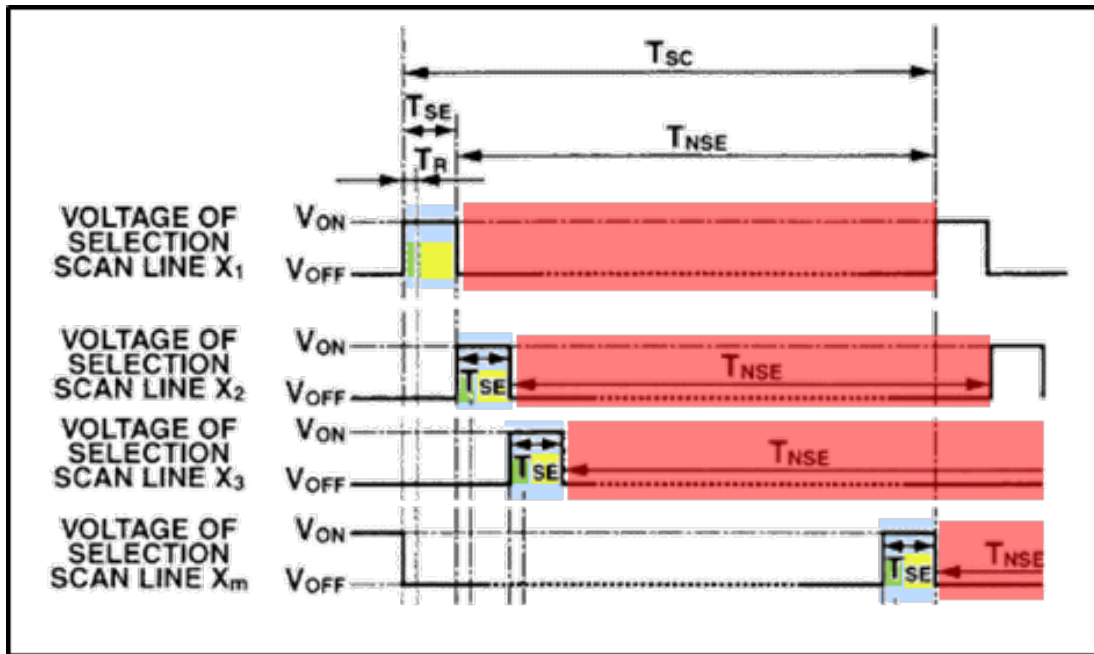 TSC
TSE
TNSE
TR
VOLTAGE OF
SELECTION
SCAN LINE X1
VON
VOFF
VOLTAGE OF
SELECTION
SCAN LINE X2
VON
VOFF
TSE
TNSE
VOLTAGE OF
SELECTION
SCAN LINE X3
VON
VOFF
TSE
TNSE
VOLTAGE OF
SELECTION
SCAN LINE Xm
VON
VOFF
TSE
TNSE